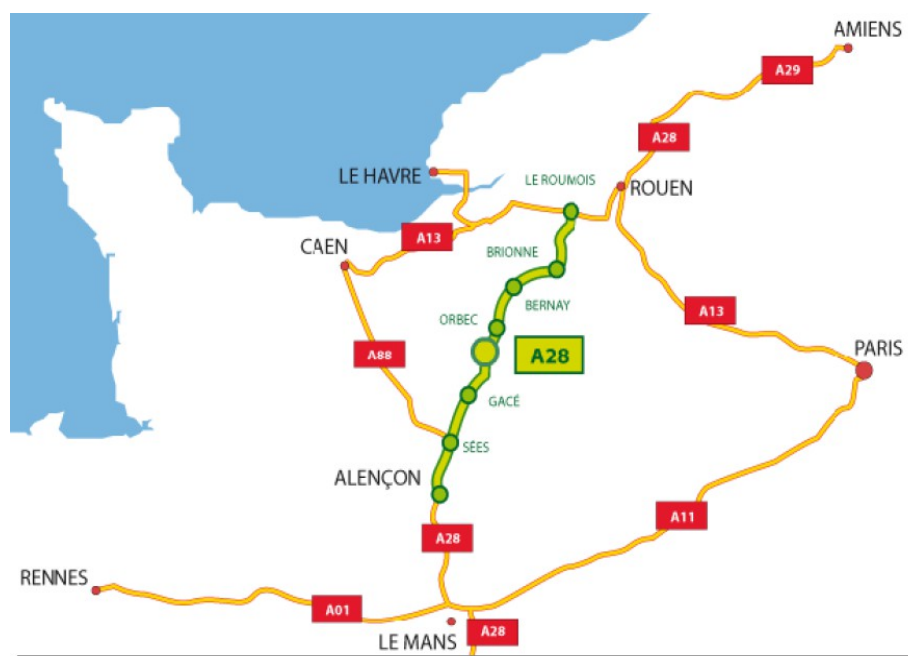 AMIENS
A29
A28
LE HAVRE
LE ROUMOIS
ROUEN
A13
CAEN
BRIONNE
BERNAY
A13
ORBEC
A28
A88
PARIS
GACÉ
SÉES
ALENÇON
A11
A28
RENNES
A01
LE MANS
A28